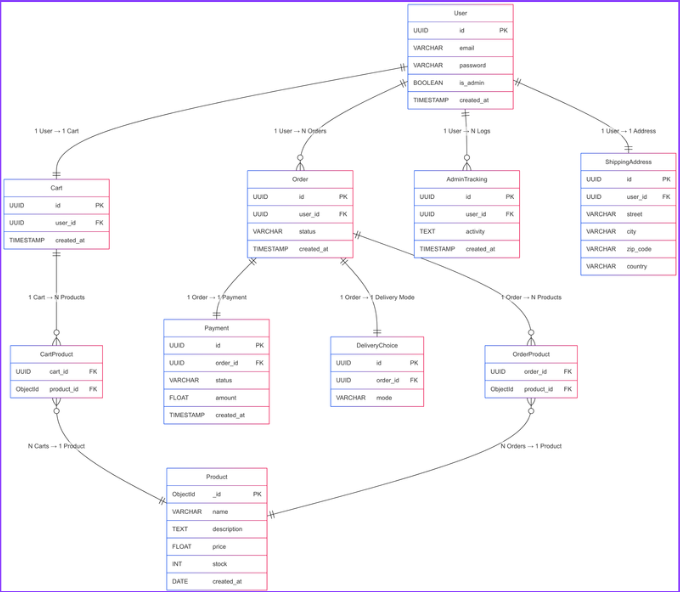 User
UUID id PK
VARCHAR email
VARCHAR password
BOOLEAN is_admin
TIMESTAMP created_at
1 User → 1 Cart
1 User → N Orders
1 User → N Logs
1 User → 1 Address
Cart
UUID id PK
UUID user_id FK
TIMESTAMP created_at
Order
UUID id PK
UUID user_id FK
VARCHAR status
TIMESTAMP created_at
AdminTracking
UUID id PK
UUID user_id FK
TEXT activity
TIMESTAMP created_at
ShippingAddress
UUID id PK
UUID user_id FK
VARCHAR street
VARCHAR city
VARCHAR zip_code
VARCHAR country
1 Cart → N Products
1 Order → 1 Payment
1 Order → 1 Delivery Mode
1 Order → N Products
CartProduct
UUID cart_id FK
ObjectId product_id FK
Payment
UUID id PK
UUID order_id FK
VARCHAR status
FLOAT amount
TIMESTAMP created_at
DeliveryChoice
UUID id PK
UUID order_id FK
VARCHAR mode
OrderProduct
UUID order_id FK
ObjectId product_id FK
N Carts → 1 Product
N Orders → 1 Product
Product
ObjectId _id PK
VARCHAR name
TEXT description
FLOAT price
INT stock
DATE created_at